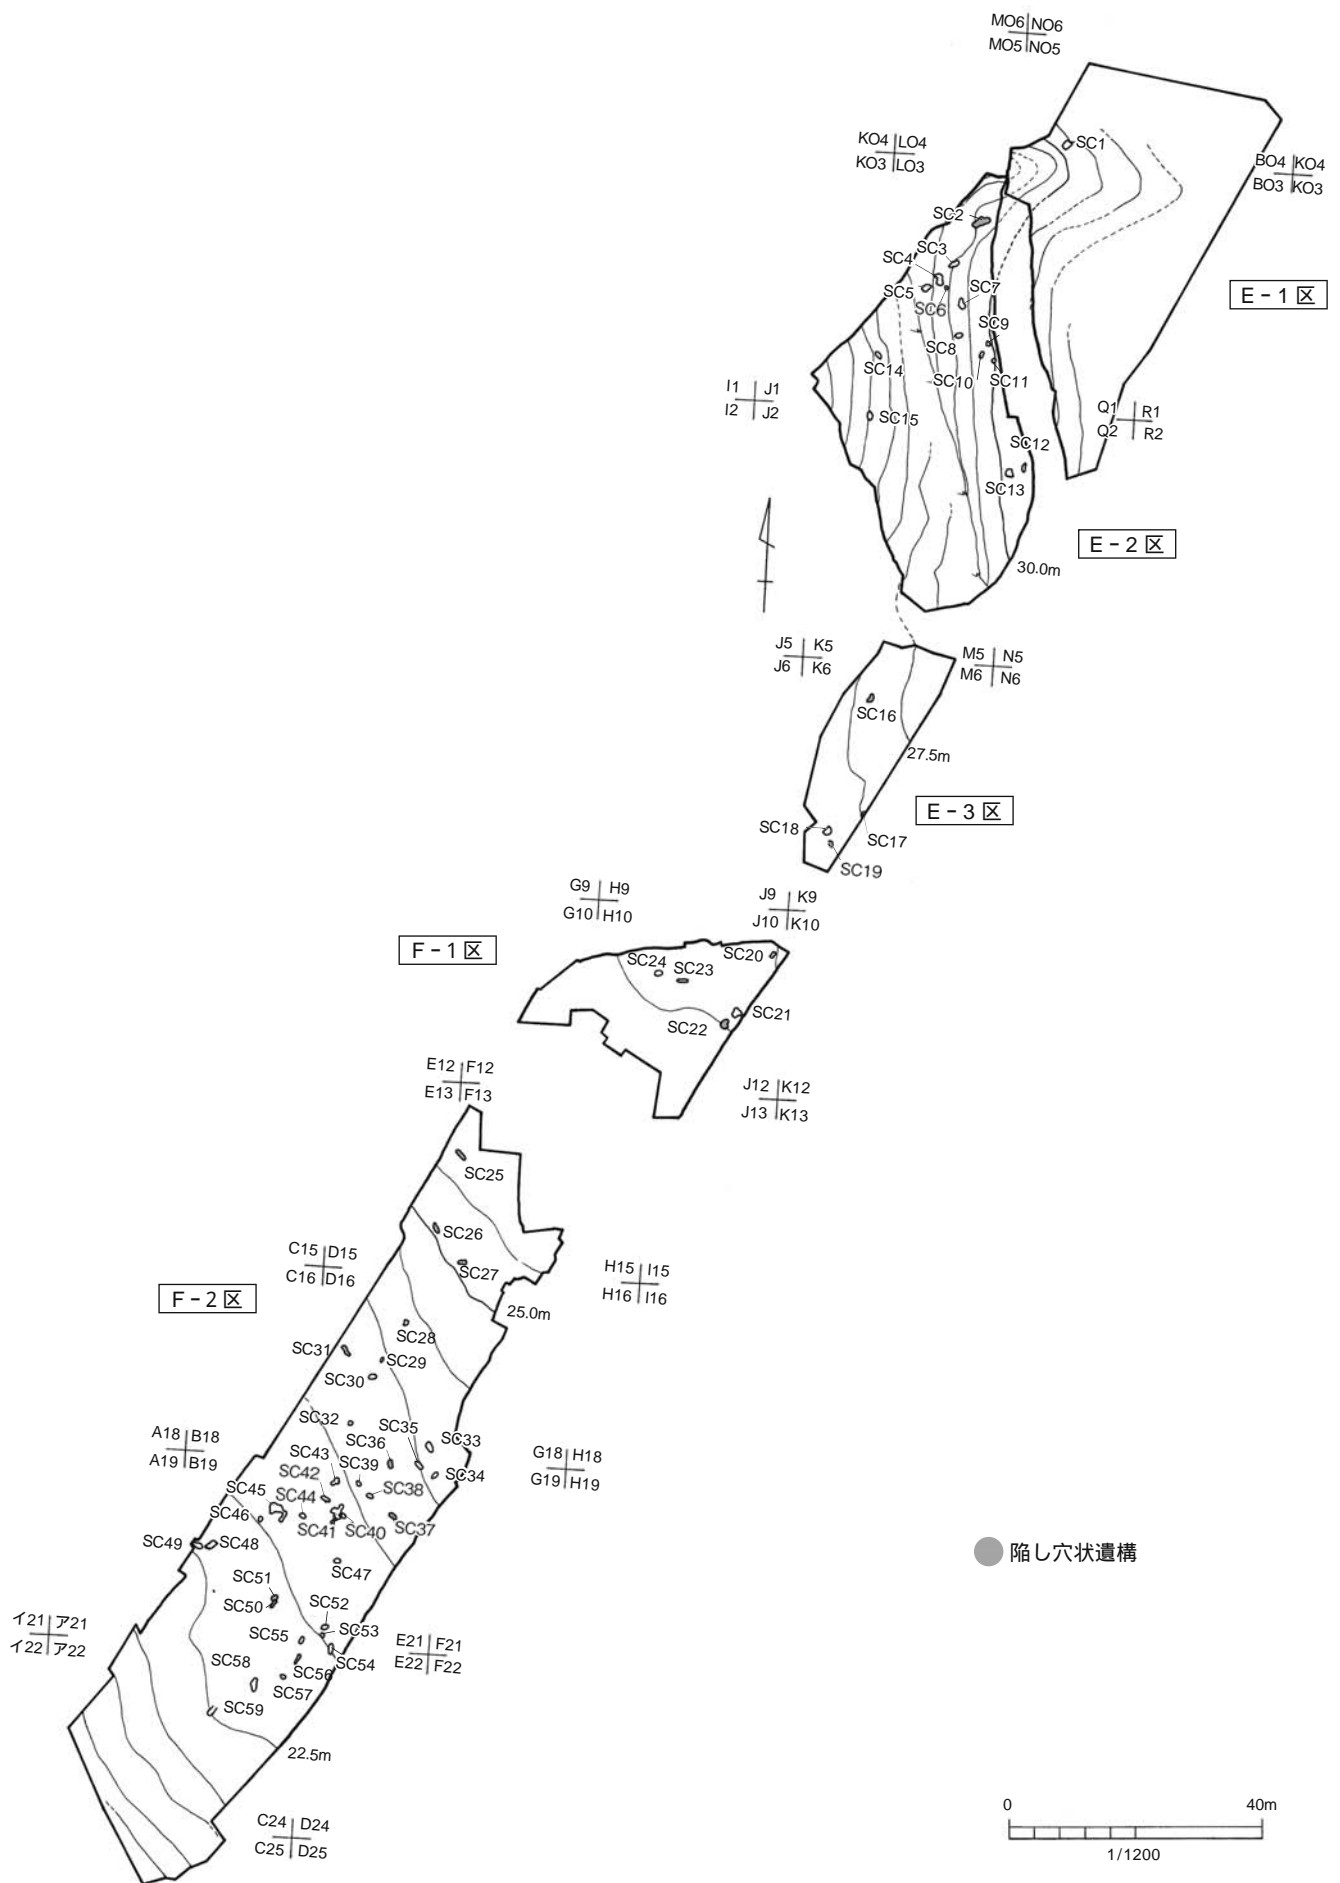 MO6 NO6
MO5 NO5
KO4 LO4
KO3 LO3
SC1
BO4 KO4
BO3 KO3
SC2
SC3
SC4
SC5
SC6
SC7
E-1区
SC9
SC8
SC14
SC10
SC11
I1 J1
I2 J2
SC15
Q1 R1
Q2 R2
SC12
SC13
E-2区
30.0m
J5 K5
J6 K6
M5 N5
M6 N6
SC16
27.5m
E-3区
SC18
SC17
SC19
G9 H9
G10 H10
J9 K9
J10 K10
F-1区
SC24
SC23
SC20
SC21
SC22
E12 F12
E13 F13
J12 K12
J13 K13
SC25
SC26
C15 D15
C16 D16
SC27
H15 I15
H16 I16
F-2区
25.0m
SC28
SC31
SC29
SC30
SC32
SC35
A18 B18
A19 B19
SC36
SC33
SC43
G18 H18
G19 H19
SC42
SC39
SC34
SC45
SC44
SC38
SC46
SC41
SC40
SC37
SC49
SC48
陥し穴状遺構
SC47
SC51
SC50
SC52
イ21 ア21
イ22 ア22
SC53
SC55
E21 F21
E22 F22
SC54
SC58
SC56
SC57
SC59
22.5m
C24 D24
C25 D25
0 40m
1/1200